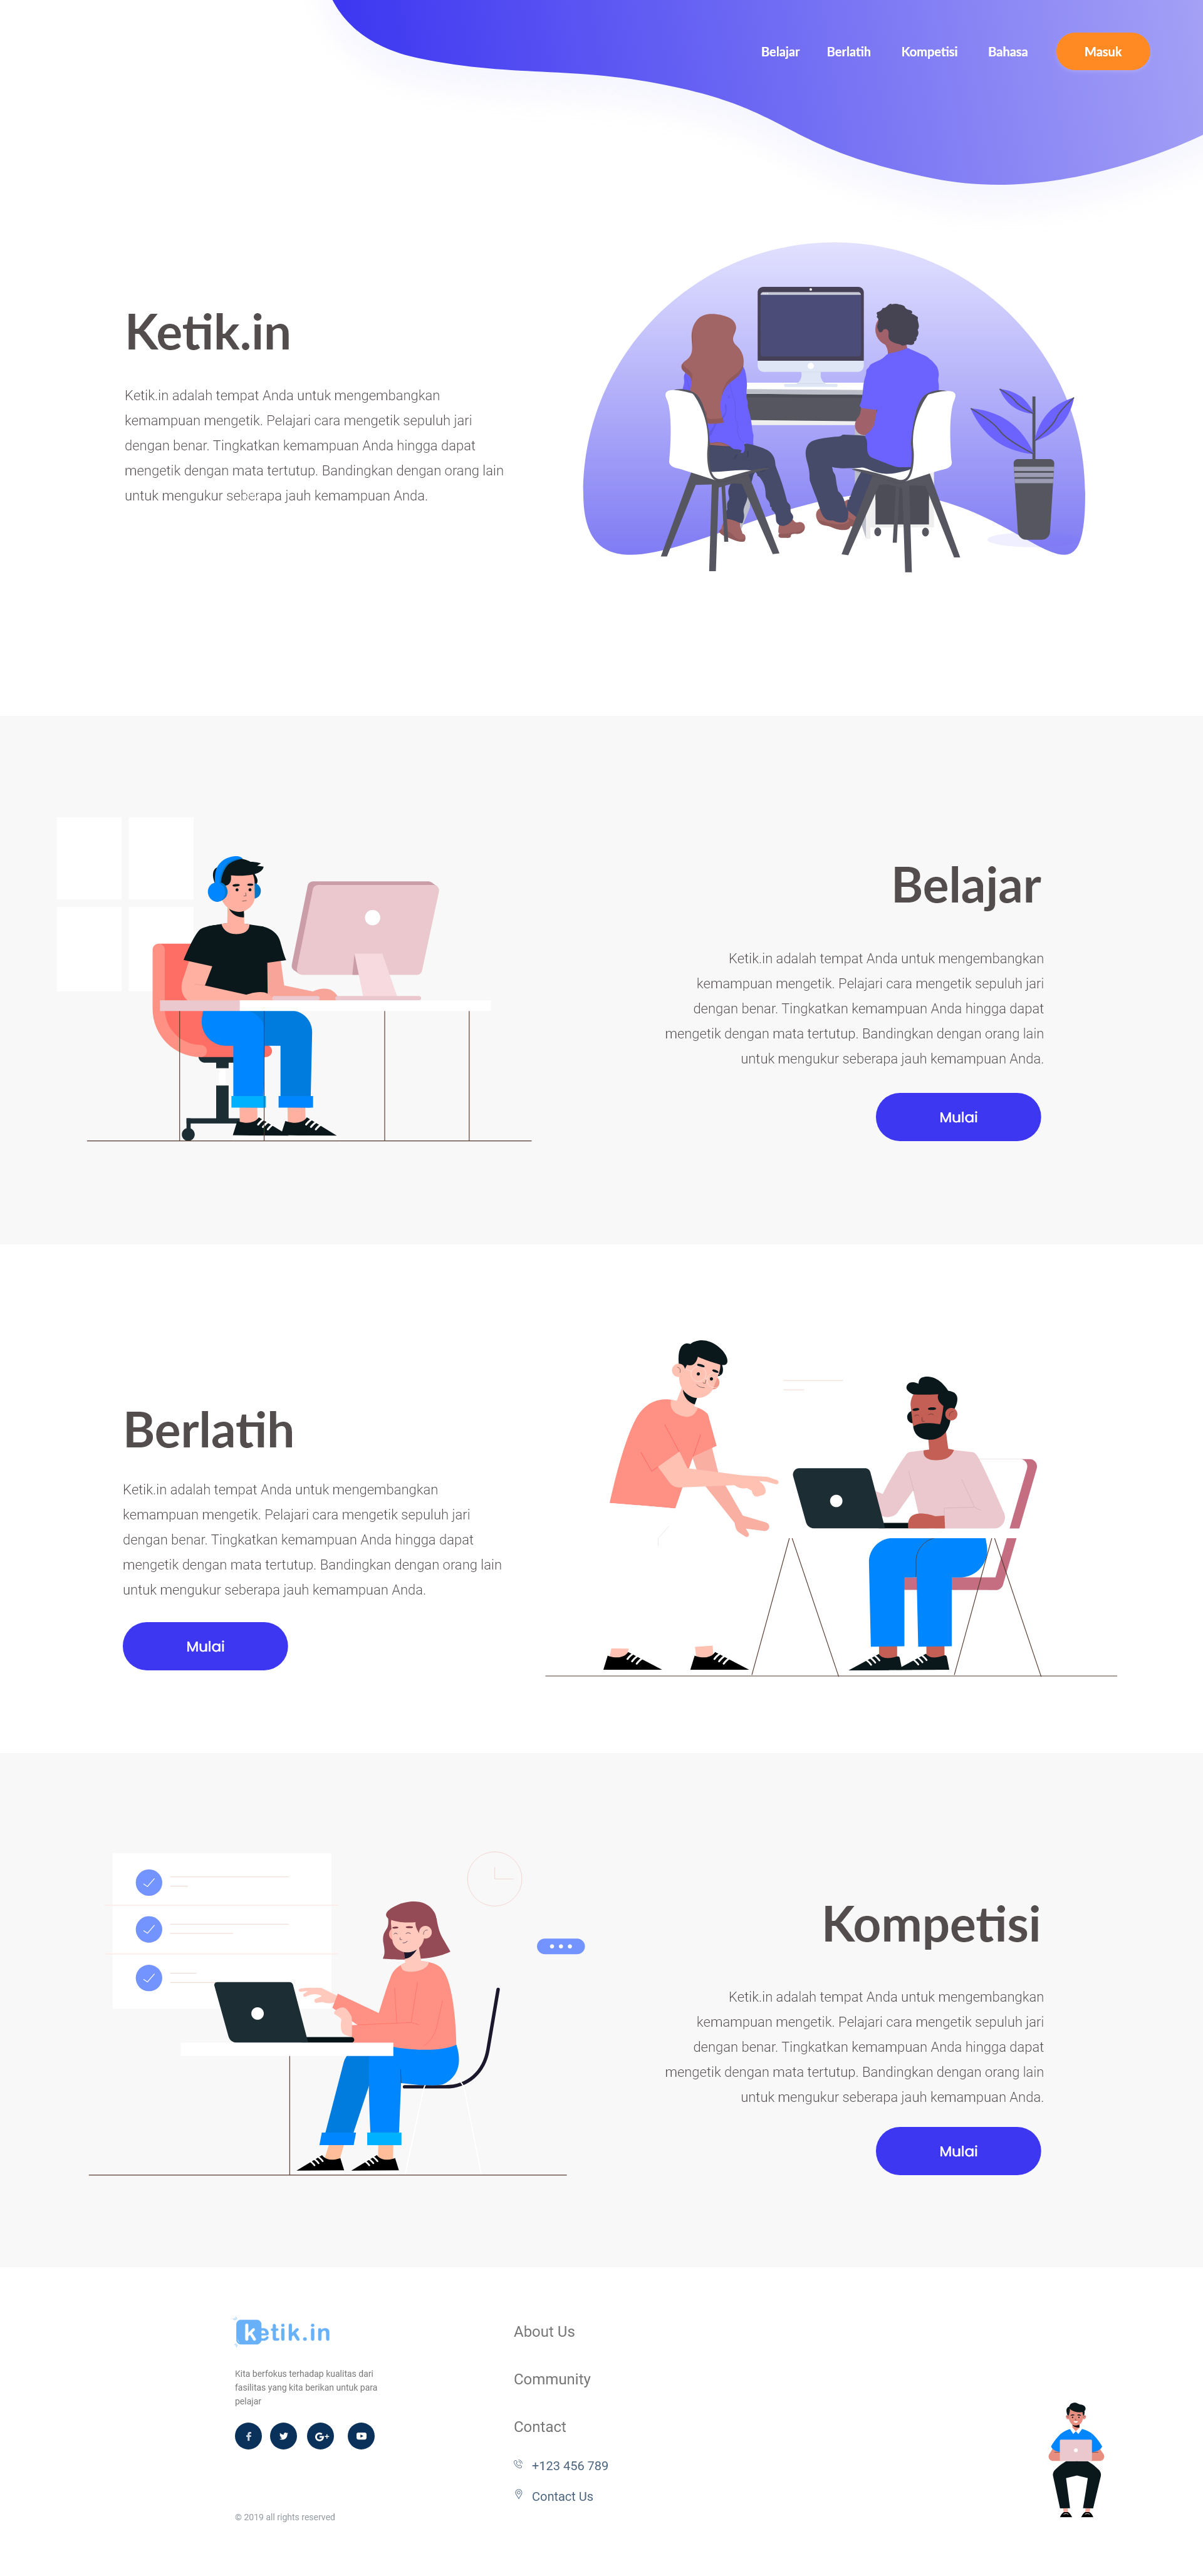 Belajar Berlatih Kompetisi Bahasa Masuk
Ketik.in
Ketik.in adalah tempat Anda untuk mengembangkan
kemampuan mengetik. Pelajari cara mengetik sepuluh jari
dengan benar. Tingkatkan kemampuan Anda hingga dapat
mengetik dengan mata tertutup. Bandingkan dengan orang lain
untuk mengukur seberapa jauh kemampuan Anda.
Belajar
Ketik.in adalah tempat Anda untuk mengembangkan
kemampuan mengetik. Pelajari cara mengetik sepuluh jari
dengan benar. Tingkatkan kemampuan Anda hingga dapat
mengetik dengan mata tertutup. Bandingkan dengan orang lain
untuk mengukur seberapa jauh kemampuan Anda.
Mulai
Berlatih
Ketik.in adalah tempat Anda untuk mengembangkan
kemampuan mengetik. Pelajari cara mengetik sepuluh jari
dengan benar. Tingkatkan kemampuan Anda hingga dapat
mengetik dengan mata tertutup. Bandingkan dengan orang lain
untuk mengukur seberapa jauh kemampuan Anda.
Mulai
Kompetisi
Ketik.in adalah tempat Anda untuk mengembangkan
kemampuan mengetik. Pelajari cara mengetik sepuluh jari
dengan benar. Tingkatkan kemampuan Anda hingga dapat
mengetik dengan mata tertutup. Bandingkan dengan orang lain
untuk mengukur seberapa jauh kemampuan Anda.
Mulai
ketik.in
Kita berfokus terhadap kualitas dari
fasilitas yang kita berikan untuk para
pelajar
© 2019 all rights reserved
About Us
Community
Contact
+123 456 789
Contact Us